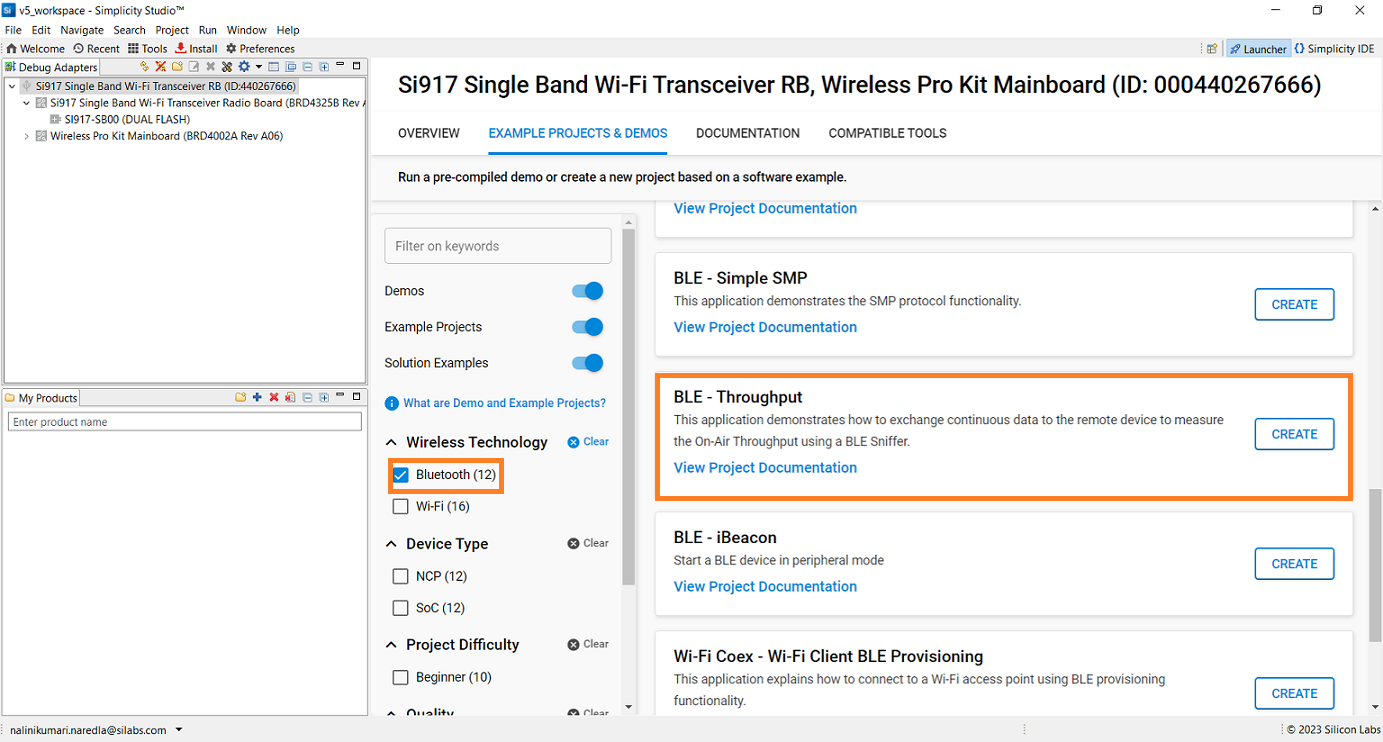 Si v5_workspace - Simplicity Studio™
File Edit Navigate Search Project Run Window Help
Welcome Recent Tools Install Preferences
Launcher {} Simplicity IDE
Debug Adapters
Si917 Single Band Wi-Fi Transceiver RB (ID:440267666)
Si917 Single Band Wi-Fi Transceiver Radio Board (BRD4325B Rev A
SI917-SB00 (DUAL FLASH)
Wireless Pro Kit Mainboard (BRD4002A Rev A06)
My Products
Enter product name
Si917 Single Band Wi-Fi Transceiver RB, Wireless Pro Kit Mainboard (ID: 000440267666)
OVERVIEW EXAMPLE PROJECTS & DEMOS DOCUMENTATION COMPATIBLE TOOLS
Run a pre-compiled demo or create a new project based on a software example.
Filter on keywords
Demos
Example Projects
Solution Examples
What are Demo and Example Projects?
Wireless Technology Clear
Bluetooth (12)
Wi-Fi (16)
Device Type Clear
NCP (12)
SoC (12)
Project Difficulty Clear
Beginner (10)
Quality Clear
View Project Documentation
BLE - Simple SMP
This application demonstrates the SMP protocol functionality.
View Project Documentation
CREATE
BLE - Throughput
This application demonstrates how to exchange continuous data to the remote device to measure
the On-Air Throughput using a BLE Sniffer.
View Project Documentation
CREATE
BLE - iBeacon
Start a BLE device in peripheral mode
View Project Documentation
CREATE
Wi-Fi Coex - Wi-Fi Client BLE Provisioning
This application explains how to connect to a Wi-Fi access point using BLE provisioning
functionality.
CREATE
nalinikumari.naredla@silabs.com
© 2023 Silicon Labs